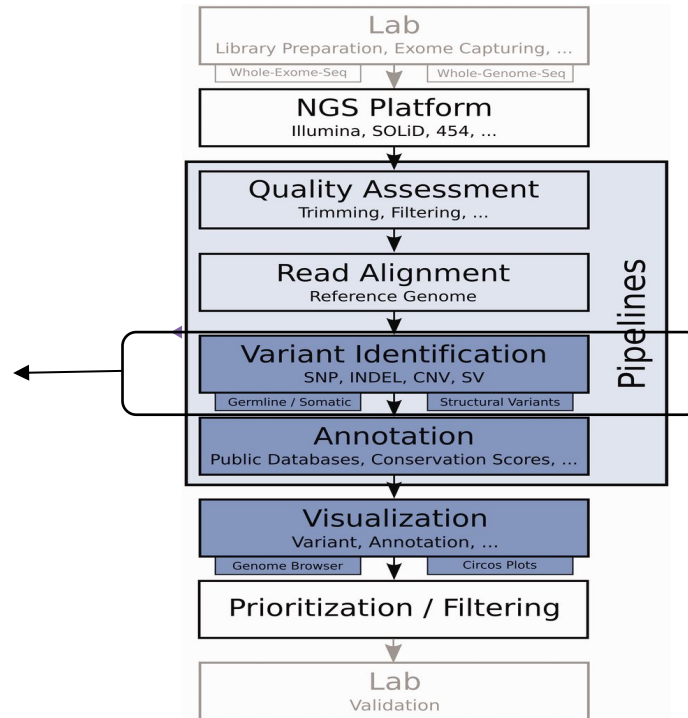 Lab
Library Preparation, Exome Capturing, ...
Whole-Exome-Seq
Whole-Genome-Seq
NGS Platform
Illumina, SOLiD, 454, ...
Quality Assessment
Trimming, Filtering, ...
Read Alignment
Reference Genome
Pipelines
Variant Identification
SNP, INDEL, CNV, SV
Germline / Somatic
Structural Variants
Annotation
Public Databases, Conservation Scores, ...
Visualization
Variant, Annotation, ...
Genome Browser
Circos Plots
Prioritization / Filtering
Lab
Validation